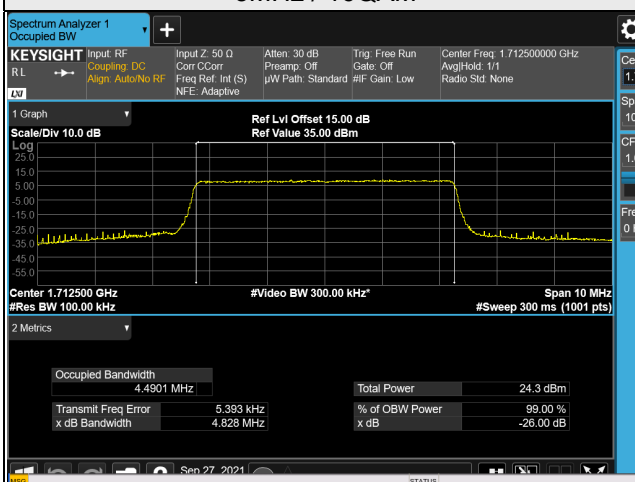 Spectrum Analyzer 1
Occupied BW
KEYSIGHT
R L
LXI
Input: RF
Coupling: DC
Align: Auto/No RF
Input Z: 50 Ω
Corr CCorr
Freq Ref: Int (S)
NFE: Adaptive
Atten: 30 dB
Preamp: Off
µW Path: Standard
Trig: Free Run
Gate: Off
#IF Gain: Low
Center Freq: 1.712500000 GHz
Avg|Hold: 1/1
Radio Std: None
1 Graph
Scale/Div 10.0 dB
Ref Lvl Offset 15.00 dB
Ref Value 35.00 dBm
Log
25.0
15.0
5.00
-5.00
-15.0
-25.0
-35.0
-45.0
-55.0
Center 1.712500 GHz
#Video BW 300.00 kHz*
Span 10 MHz
#Res BW 100.00 kHz
#Sweep 300 ms (1001 pts)
2 Metrics
Occupied Bandwidth
4.4901 MHz
Total Power 24.3 dBm
Transmit Freq Error 5.393 kHz
% of OBW Power 99.00 %
x dB Bandwidth 4.828 MHz
x dB -26.00 dB
Sep 27, 2021
MSG
STATUS